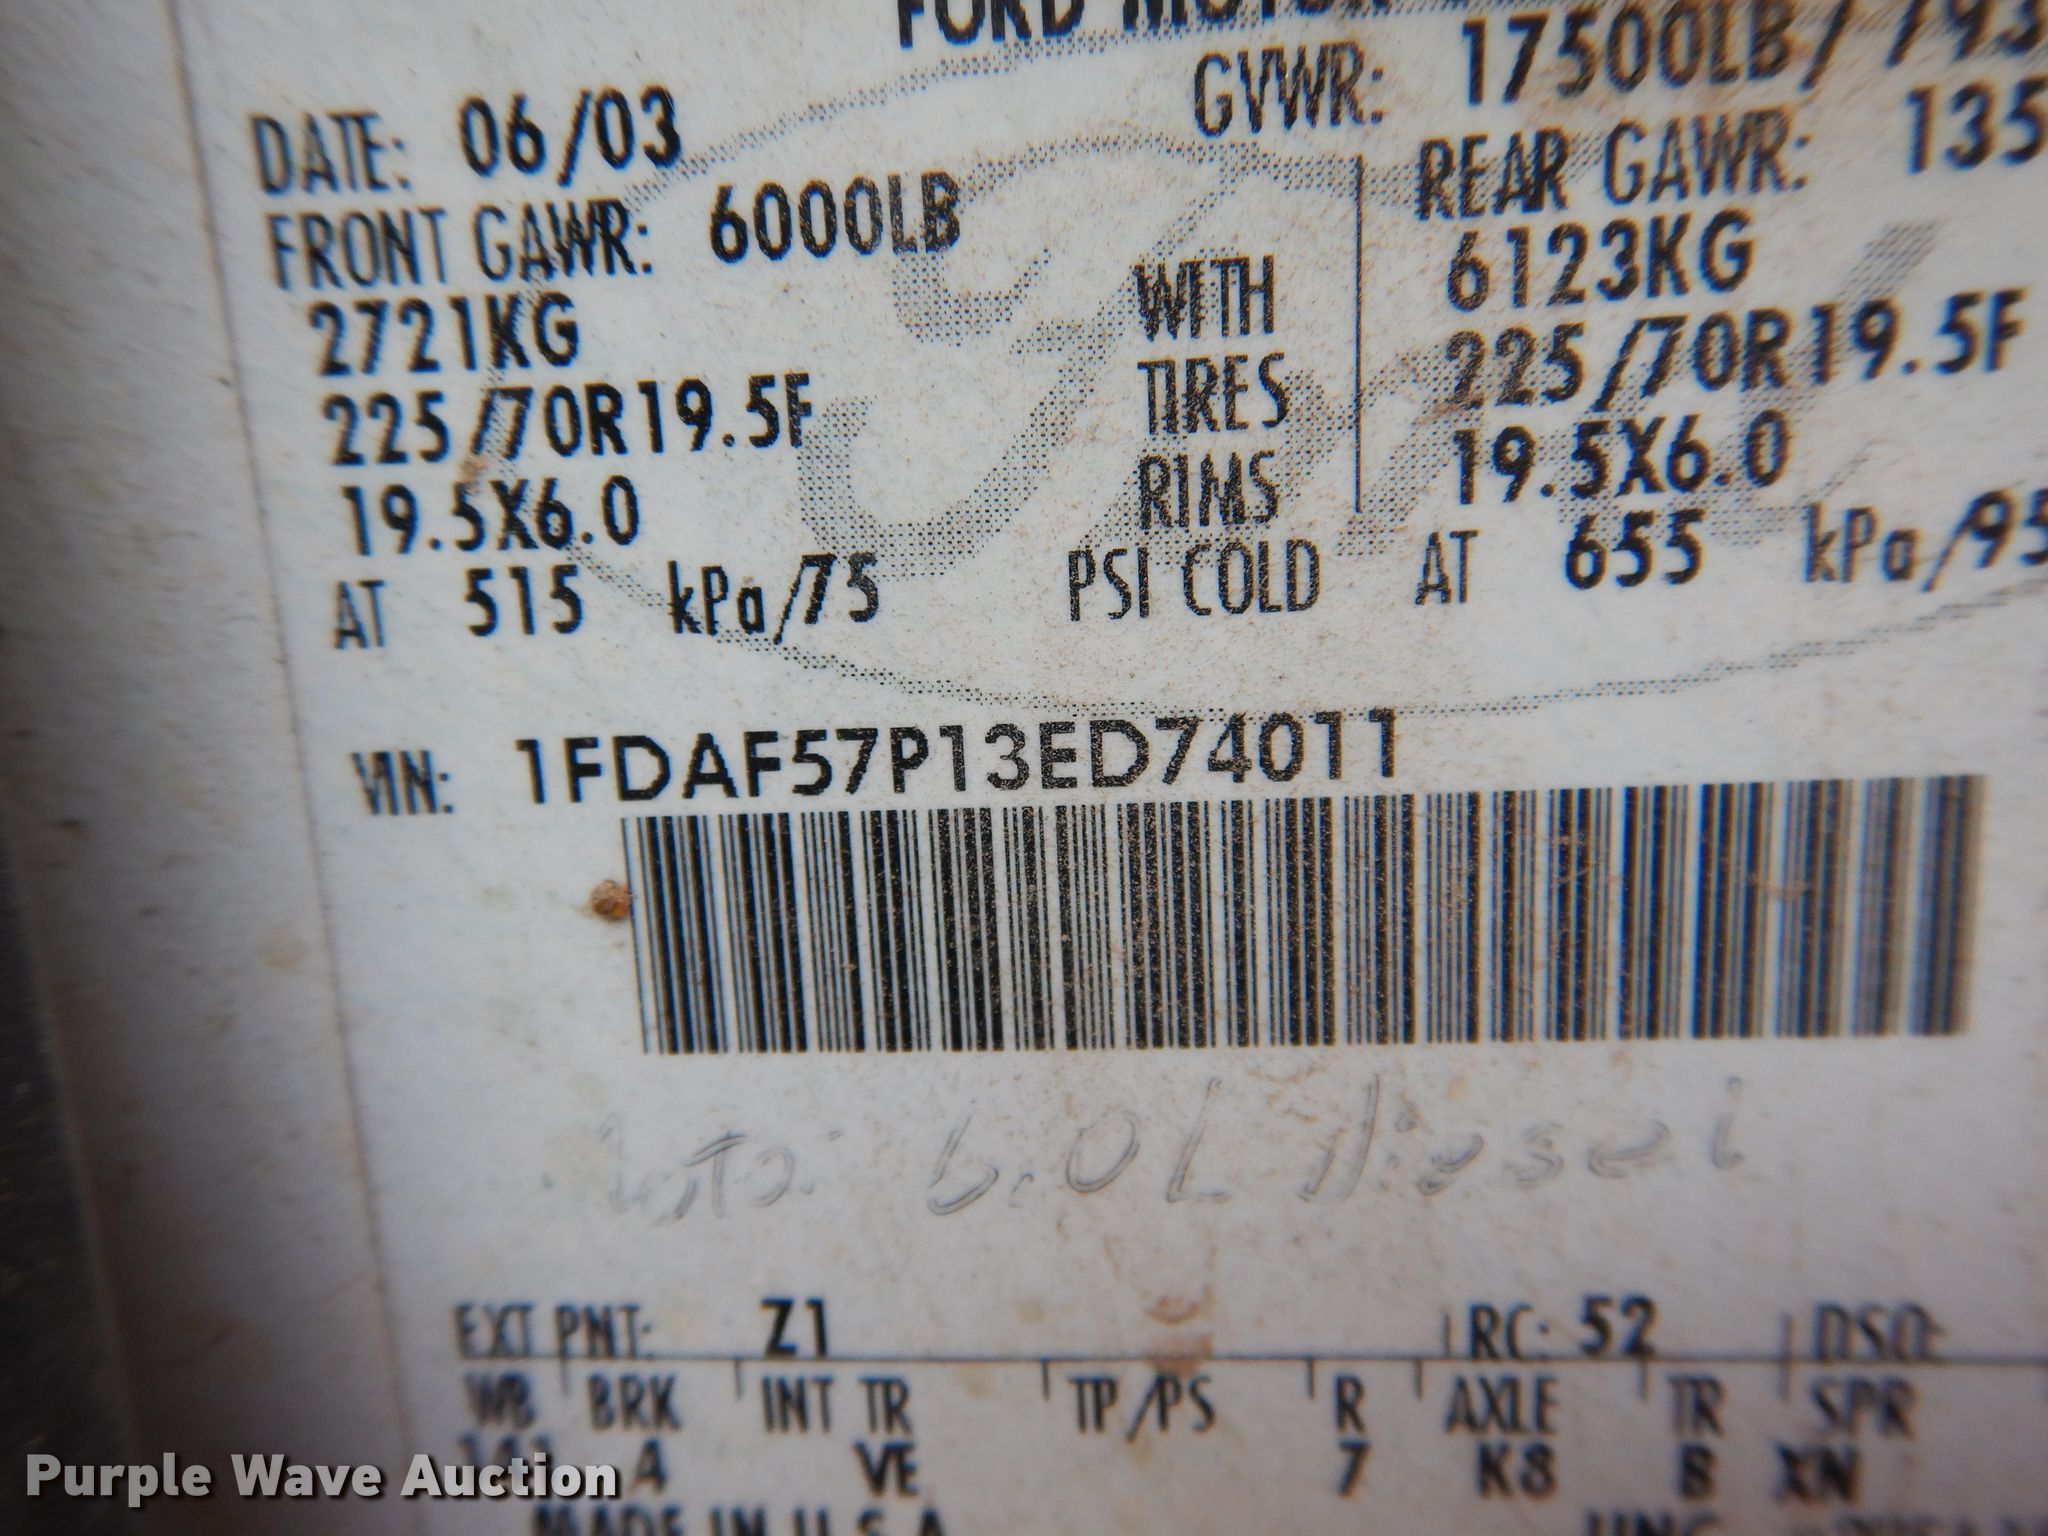 FORD MOTOR
DATE: 06/03 GVWR: 17500LB/ 793
FRONT GAWR: 6000LB REAR GAWR: 135
2721KG WITH 6123KG
225/70R19.5F TIRES 225/70R19.5F
19.5X6.0 RIMS 19.5X6.0
AT 515 kPa/75 PSI COLD AT 655 kPa/95
VIN: 1FDAF57P13ED74011
6.0L diesel
EXT PNT: Z1 RC: 52 DSO:
WB BRK INT TR TP/PS R AXLE TR SPR
A VE 7 K8 B XN
MADE IN U.S.A.
Purple Wave Auction